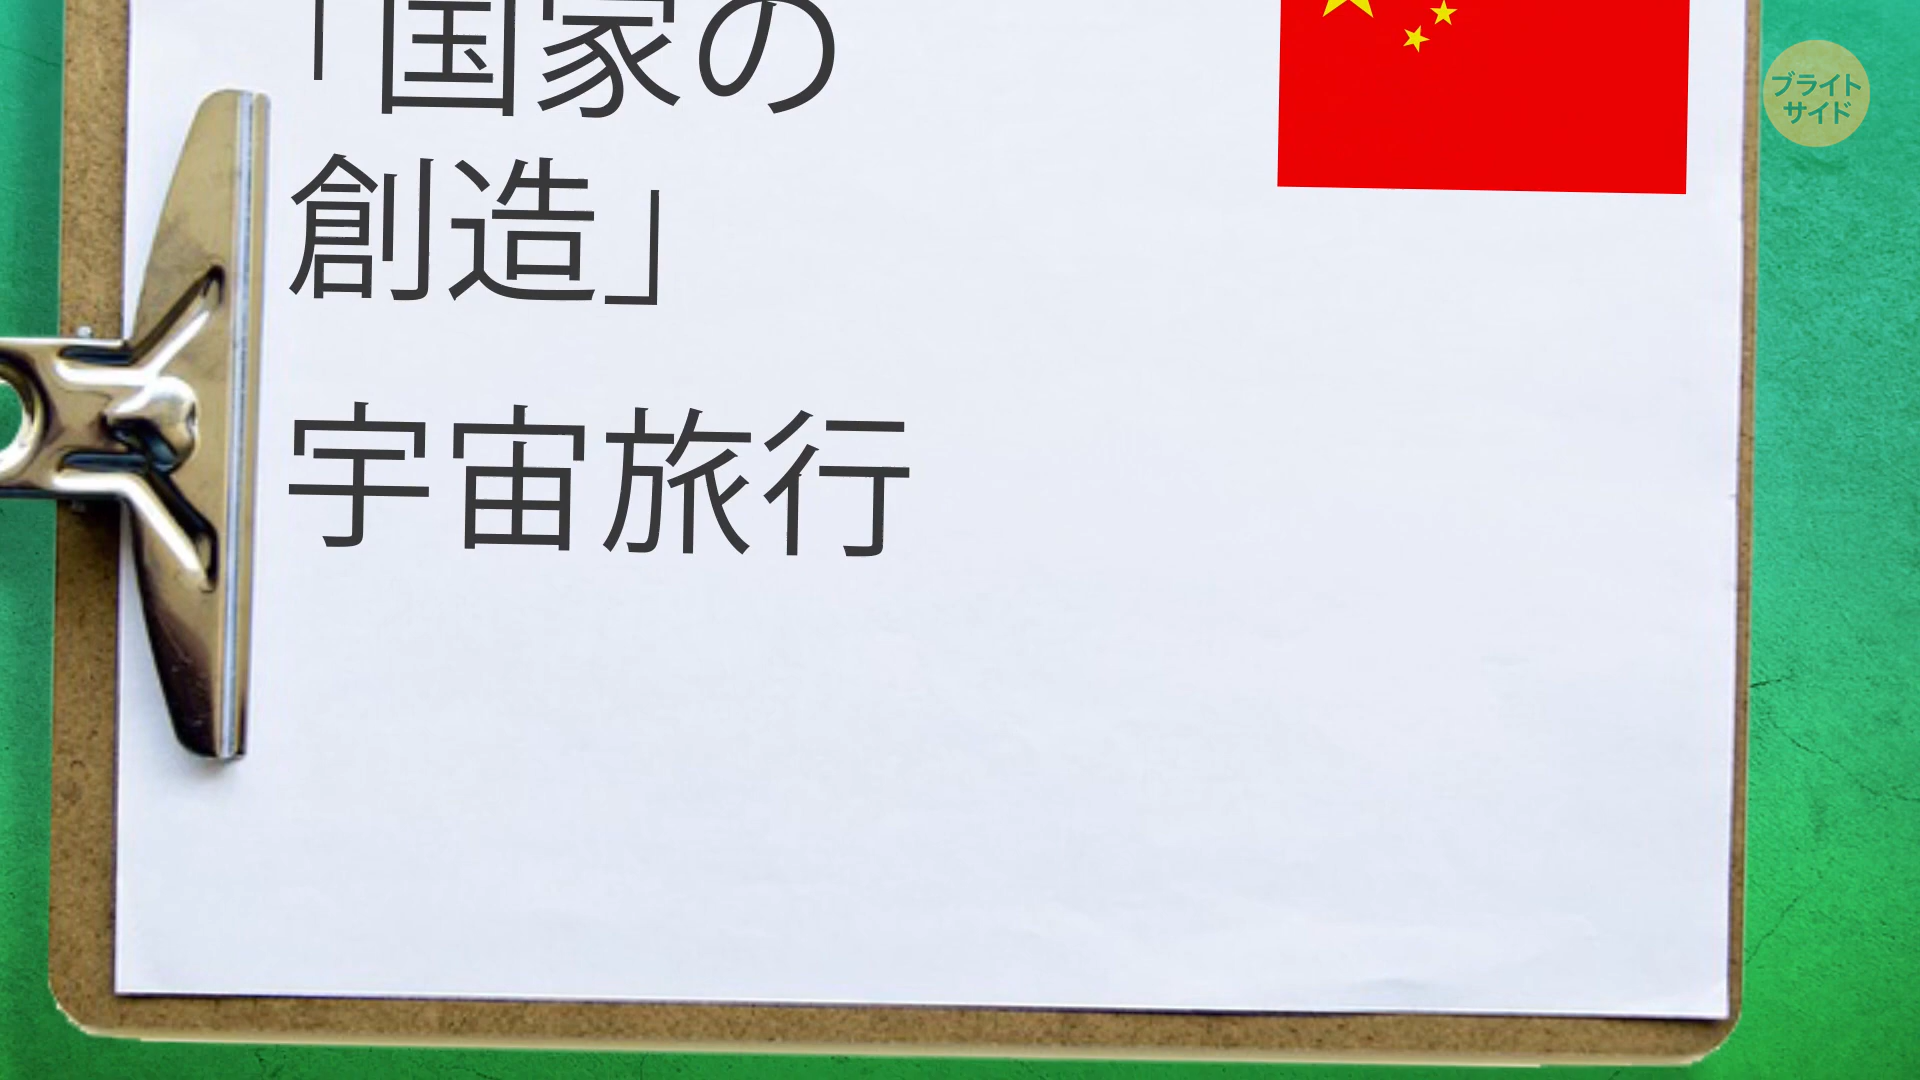 「国家の
創造」
宇宙旅行
ブライト
サイド